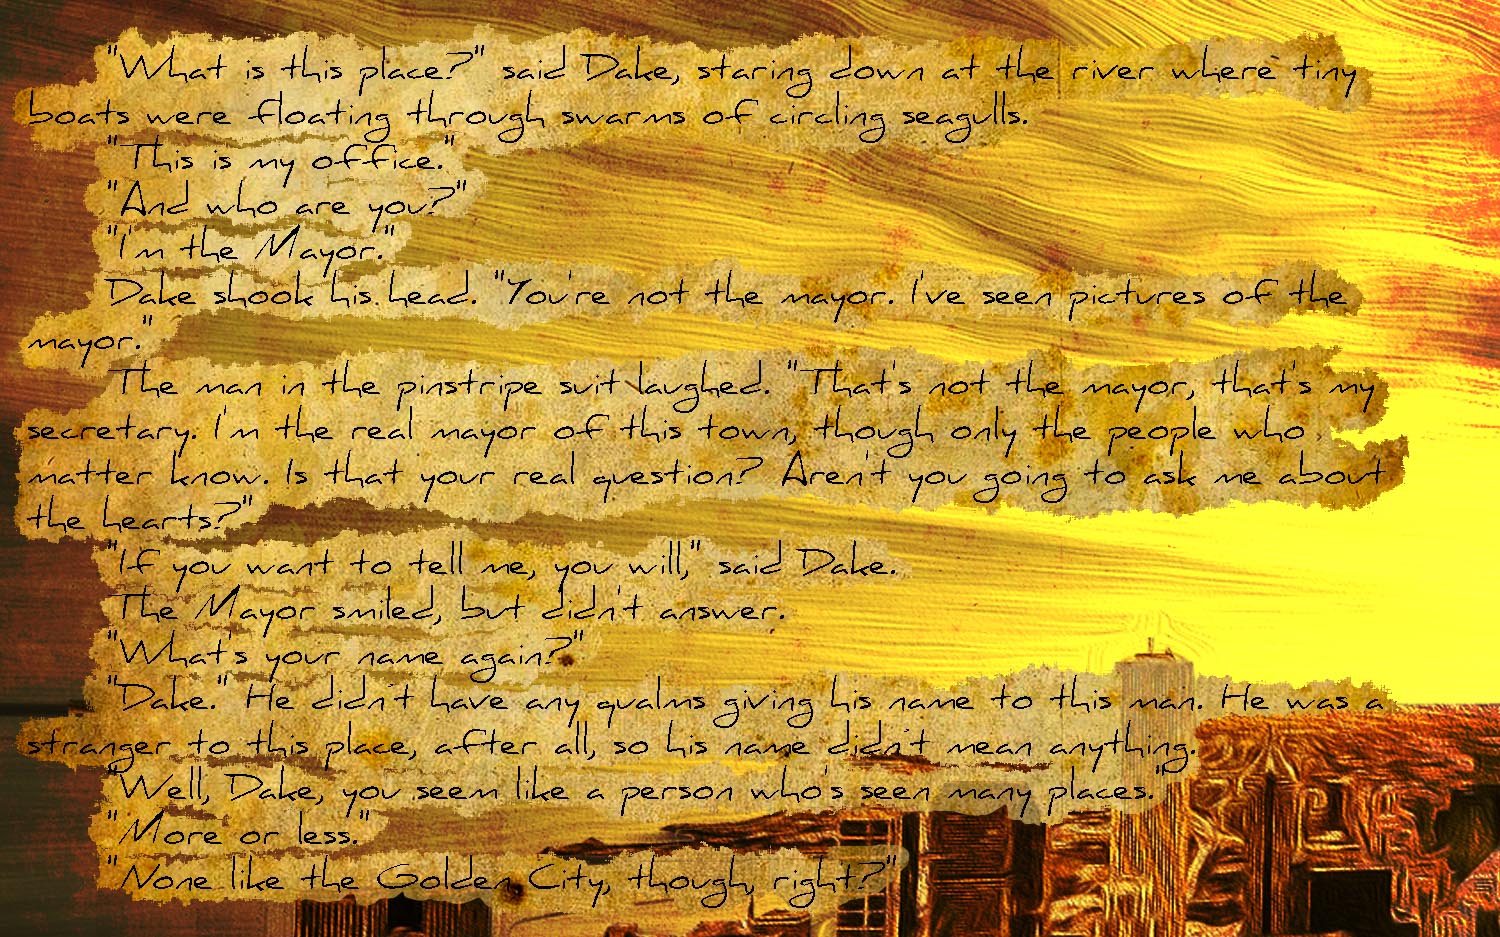 "What is this place?" said Dake, staring down at the river where tiny
boats were floating through swarms of circling seagulls.
"This is my office."
"And who are you?"
"I'm the Mayor."
Dake shook his head. "You're not the mayor. I've seen pictures of the
mayor."
The man in the pinstripe suit laughed. "That's not the mayor, that's my
secretary. I'm the real mayor of this town, though only the people who
matter know. Is that your real question? Aren't you going to ask me about
the hearts?"
"If you want to tell me, you will," said Dake.
The Mayor smiled, but didn't answer.
"What's your name again?"
"Dake." He didn't have any qualms giving his name to this man. He was a
stranger to this place, after all, so his name didn't mean anything.
"Well, Dake, you seem like a person who's seen many places."
"More or less."
"None like the Golden City, though, right?"